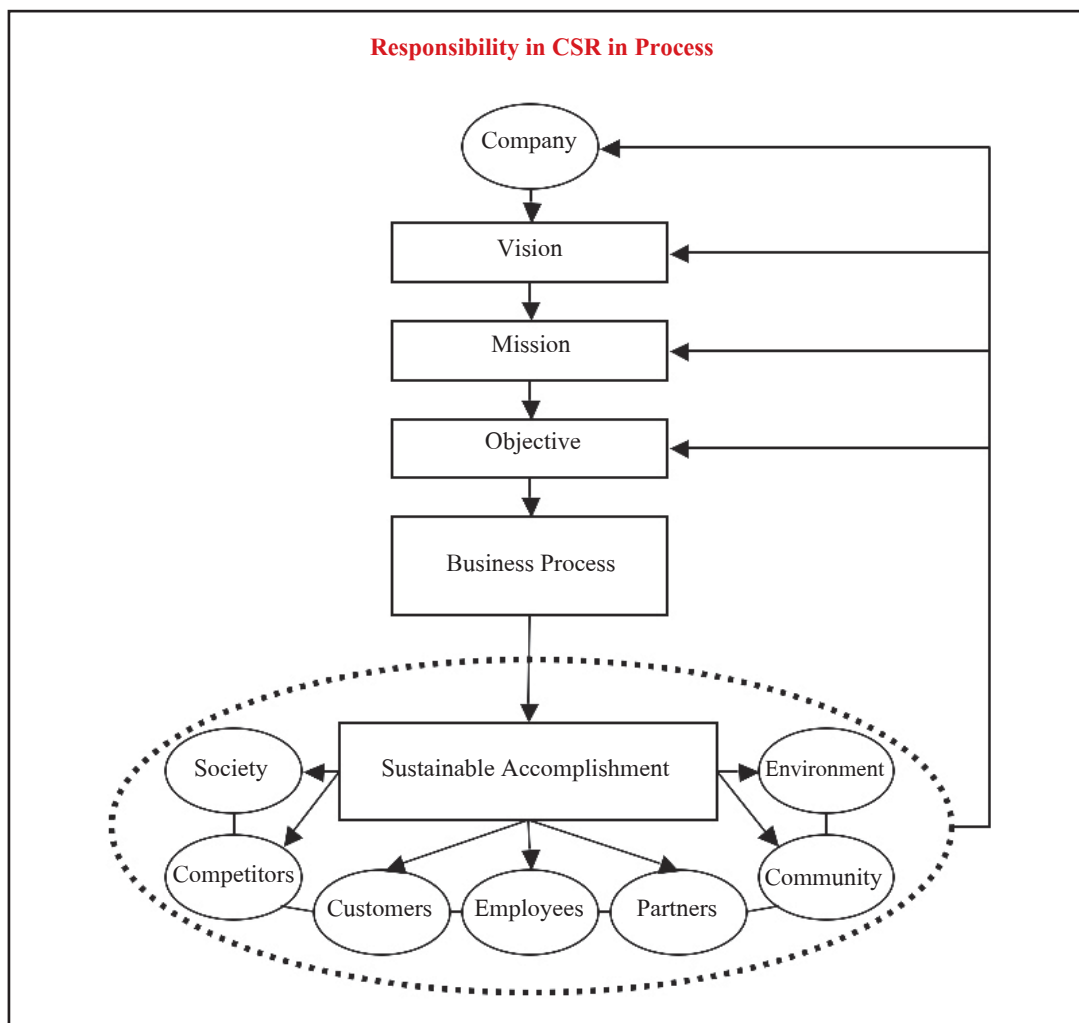 Responsibility in CSR in Process
Company
Vision
Mission
Objective
Business Process
Sustainable Accomplishment
Society
Environment
Competitors
Community
Customers
Employees
Partners